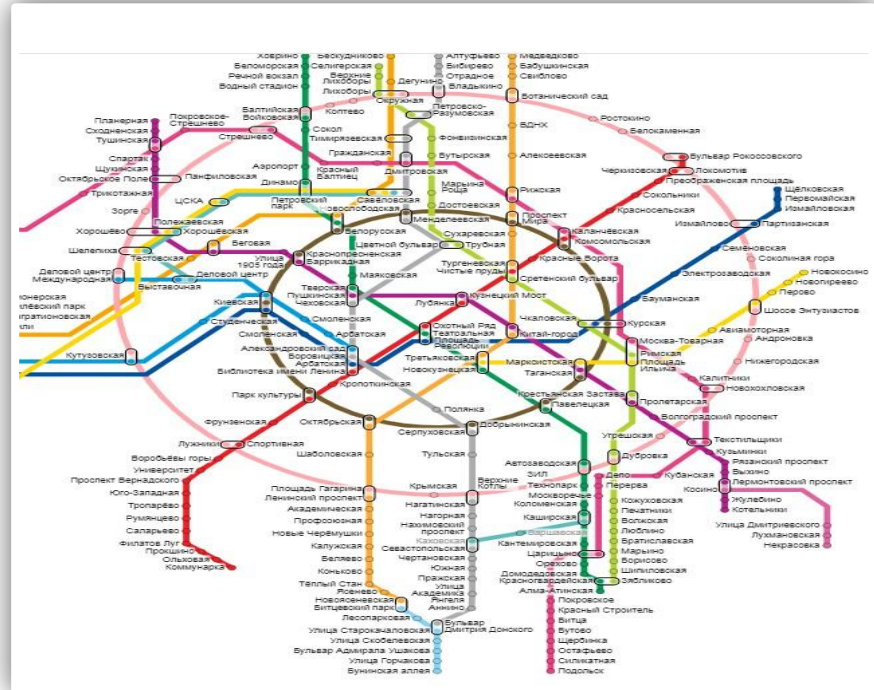 Ховрино
Беломорская
Речной вокзал
Водный стадион
Бескудниково
Селигерская
Верхние
Лихоборы
Лихоборы
Дегунино
Окружная
Алтуфьево
Бибирево
Отрадное
Владыкино
Петровско-
Разумовская
Медведково
Бабушкинская
Свиблово
Ботанический сад
Ростокино
Белокаменная
Бульвар Рокоссовского
Черкизовская
Локомотив
Преображенская площадь
Сокольники
Красносельская
Балтийская
Войковская
Коптево
Сокол
Тимирязевская
Фонвизинская
ВДНХ
Планерная
Сходненская
Тушинская
Покровское-
Стрешнево
Стрешнево
Гражданская
Бутырская
Алексеевская
Спартак
Щукинская
Октябрьское Поле
Панфиловская
Аэропорт
Красный
Балтиец
Дмитровская
Марьина
Роща
Рижская
Трикотажная
Динамо
Петровский
парк
Савёловская
Достоевская
ЦСКА
Зорге
Полежаевская
Хорошёво
Хорошёвская
Новослободская
Менделеевская
Проспект
Мира
Щёлковская
Первомайская
Измайловская
Измайлово
Партизанская
Белорусская
Сухаревская
Цветной бульвар
Трубная
Каланчёвская
Комсомольская
Красные Ворота
Шелепиха
Тестовская
Беговая
Улица
1905 года
Краснопресненская
Баррикадная
Тургеневская
Чистые пруды
Сретенский бульвар
Семёновская
Соколиная гора
Электрозаводская
Новокосино
Новогиреево
Перово
Шоссе Энтузиастов
Деловой центр
Международная
Деловой центр
Выставочная
Маяковская
Тверская
Пушкинская
Чеховская
Кузнецкий Мост
Лубянка
Бауманская
Киевская
Студенческая
Смоленская
Смоленская
Арбатская
Охотный Ряд
Театральная
Площадь
Революции
Китай-город
Чкаловская
Курская
Авиамоторная
Андроновка
Нижегородская
Кутузовская
Александровский сад
Боровицкая
Арбатская
Библиотека имени Ленина
Третьяковская
Новокузнецкая
Марксистская
Таганская
Москва-Товарная
Римская
Площадь
Ильича
Калитники
Новохохловская
Кропоткинская
Парк культуры
Полянка
Крестьянская Застава
Павелецкая
Пролетарская
Волгоградский проспект
Фрунзенская
Октябрьская
Серпуховская
Добрынинская
Угрешская
Текстильщики
Кузьминки
Лужники
Спортивная
Воробьёвы горы
Университет
Проспект Вернадского
Юго-Западная
Тропарёво
Румянцево
Саларьево
Филатов Луг
Прокшино
Ольховая
Коммунарка
Шаболовская
Тульская
Площадь Гагарина
Ленинский проспект
Академическая
Профсоюзная
Новые Черёмушки
Калужская
Беляево
Коньково
Тёплый Стан
Ясенево
Новоясеневская
Битцевский парк
Лесопарковая
Улица Старокачаловская
Улица Скобелевская
Бульвар Адмирала Ушакова
Улица Горчакова
Бунинская аллея
Крымская
Верхние
Котлы
Нагатинская
Нагорная
Нахимовский
проспект
Каховская
Севастопольская
Чертановская
Южная
Пражская
Улица
Академика
Янгеля
Аннино
Бульвар
Дмитрия Донского
Автозаводская
ЗИЛ
Технопарк
Москворечье
Коломенская
Каширская
Варшавская
Кантемировская
Царицыно
Орехово
Домодедовская
Красногвардейская
Алма-Атинская
Дубровка
Депо
Перерва
Кожуховская
Печатники
Волжская
Люблино
Братиславская
Марьино
Борисово
Шипиловская
Зябликово
Кубанская
Косино
Рязанский проспект
Выхино
Лермонтовский проспект
Жулебино
Котельники
Улица Дмитриевского
Лухмановская
Некрасовка
Покровское
Красный Строитель
Битца
Бутово
Щербинка
Остафьево
Силикатная
Подольск